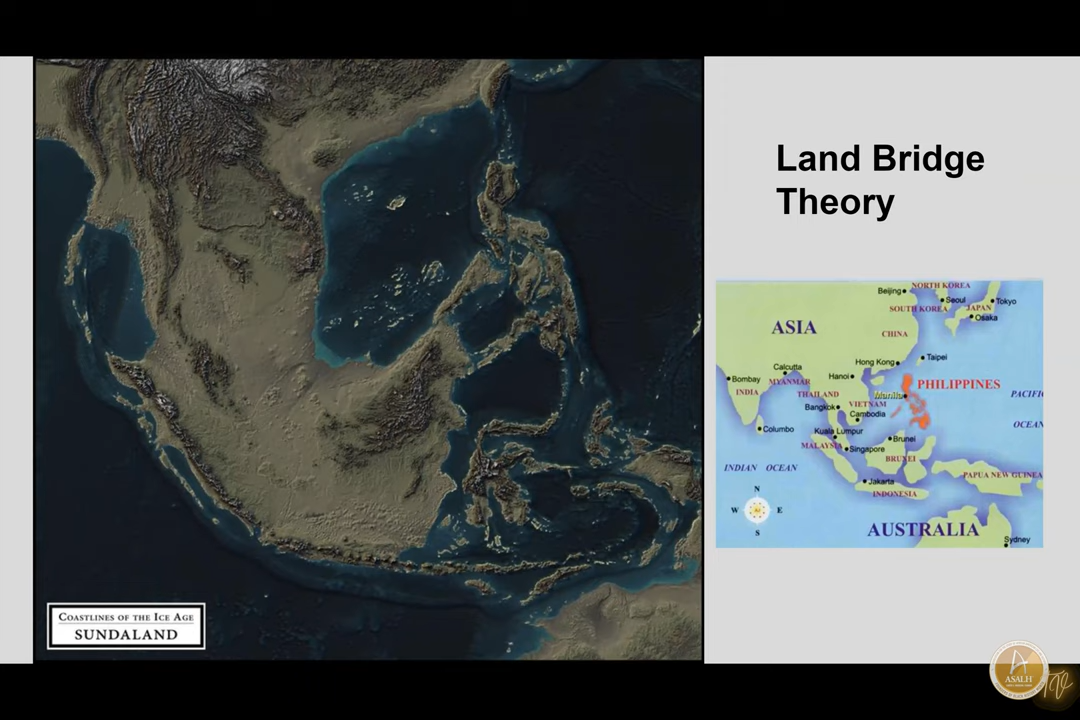 Land Bridge
Theory
COASTLINES OF THE ICE AGE
SUNDALAND
Beijing
NORTH KOREA
Seoul
Tokyo
SOUTH KOREA
JAPAN
Osaka
ASIA
CHINA
Taipei
Hong Kong
Calcutta
Hanoi
Bombay
MYANMAR
PHILIPPINES
INDIA
THAILAND
Manila
PACIFIC
Bangkok
VIETNAM
Cambodia
OCEAN
Columbo
Kuala Lumpur
Brunei
MALAYSIA
Singapore
BRUNEI
INDIAN OCEAN
PAPUA NEW GUINEA
Jakarta
INDONESIA
N
W
E
S
AUSTRALIA
Sydney
ASALH
TV